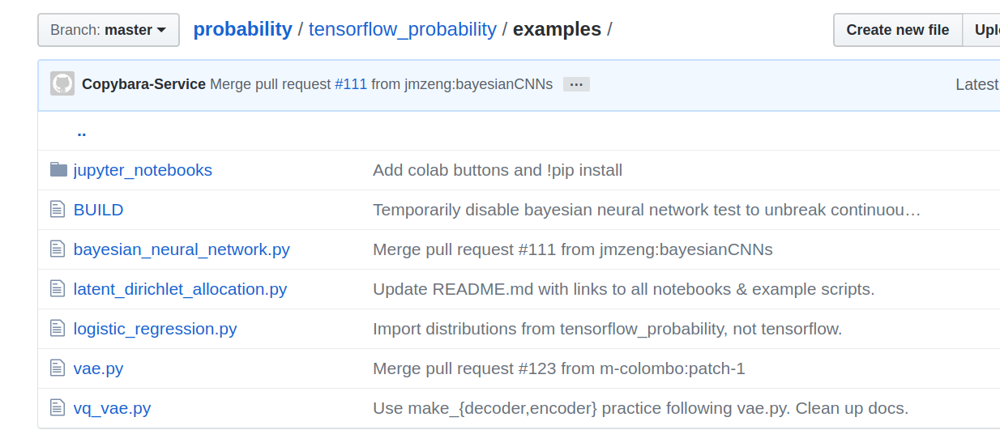 Branch: master probability / tensorflow_probability / examples / Create new file Uplo
Copybara-Service Merge pull request #111 from jmzeng:bayesianCNNs ... Latest
..
jupyter_notebooks Add colab buttons and !pip install
BUILD Temporarily disable bayesian neural network test to unbreak continuou…
bayesian_neural_network.py Merge pull request #111 from jmzeng:bayesianCNNs
latent_dirichlet_allocation.py Update README.md with links to all notebooks & example scripts.
logistic_regression.py Import distributions from tensorflow_probability, not tensorflow.
vae.py Merge pull request #123 from m-colombo:patch-1
vq_vae.py Use make_{decoder,encoder} practice following vae.py. Clean up docs.